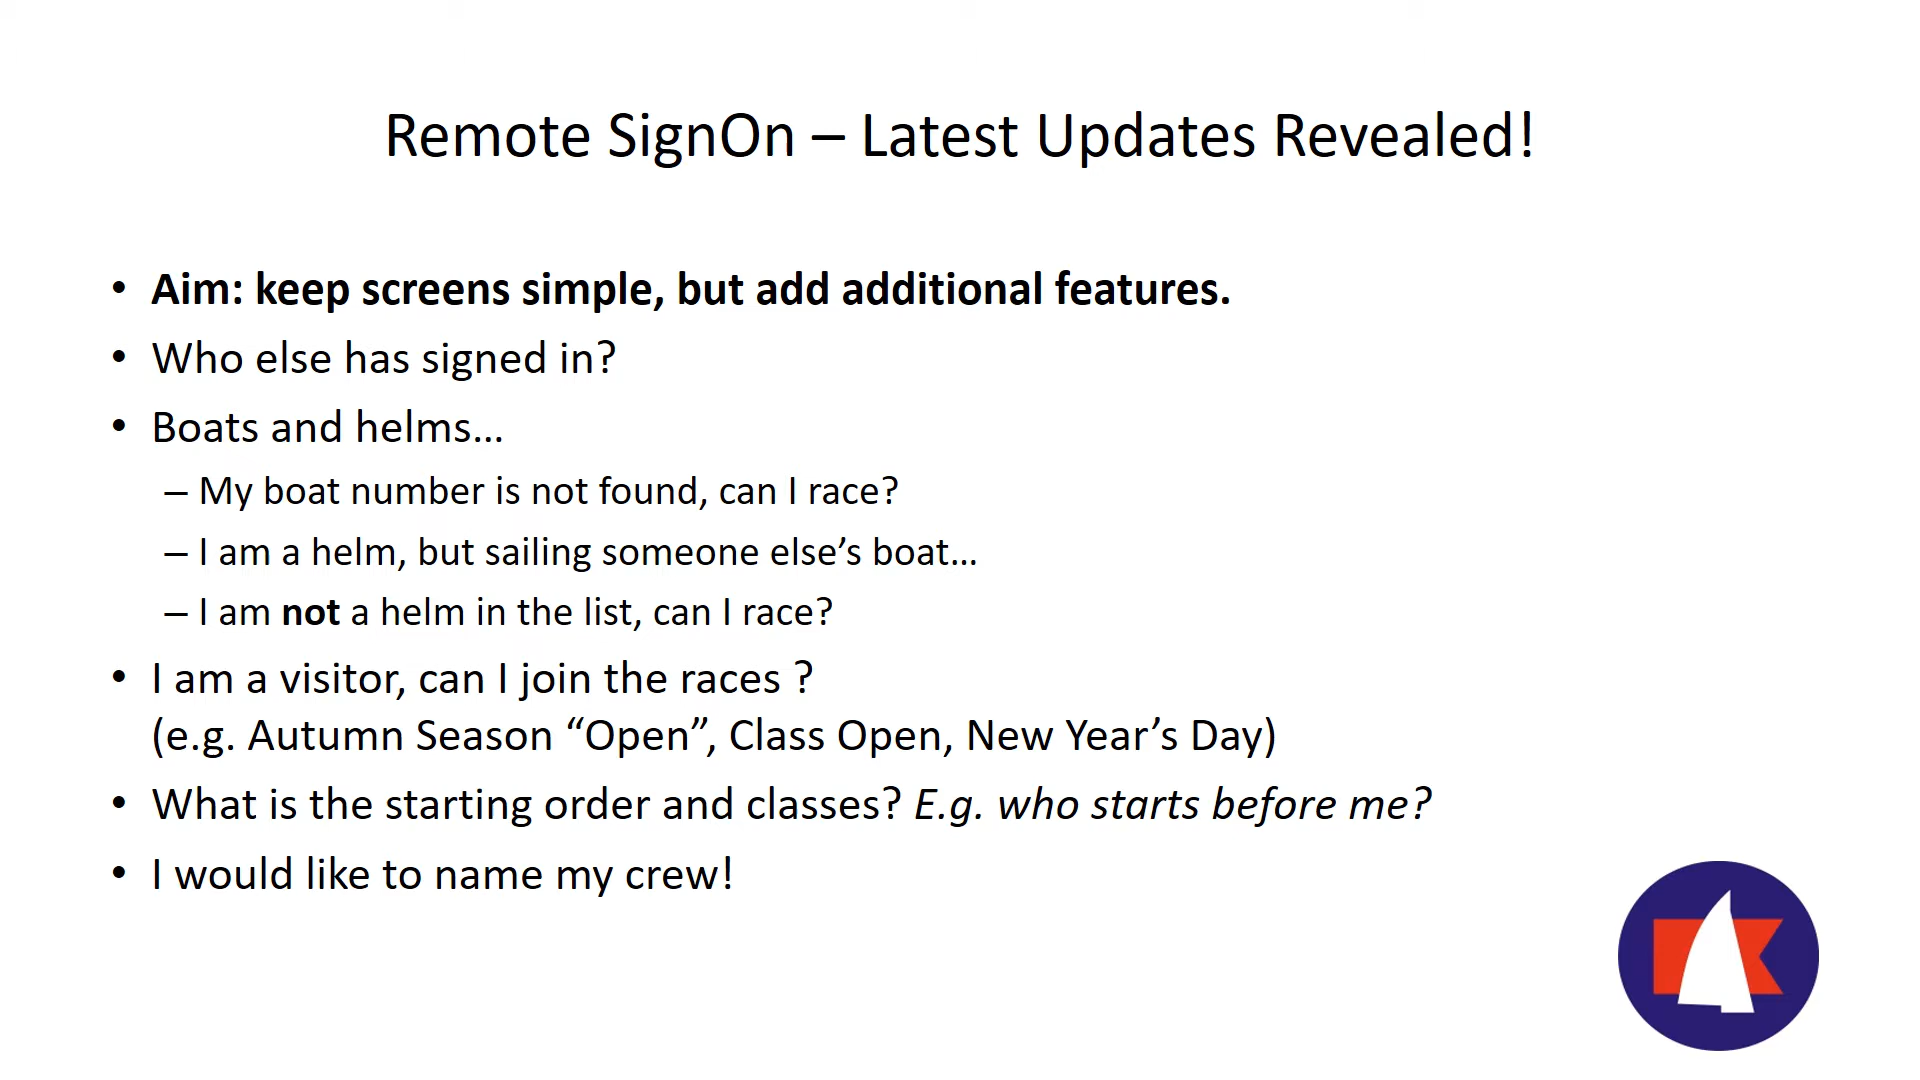 Remote SignOn – Latest Updates Revealed!
• Aim: keep screens simple, but add additional features.
• Who else has signed in?
• Boats and helms…
– My boat number is not found, can I race?
– I am a helm, but sailing someone else’s boat…
– I am not a helm in the list, can I race?
• I am a visitor, can I join the races ?
(e.g. Autumn Season “Open”, Class Open, New Year’s Day)
• What is the starting order and classes? E.g. who starts before me?
• I would like to name my crew!